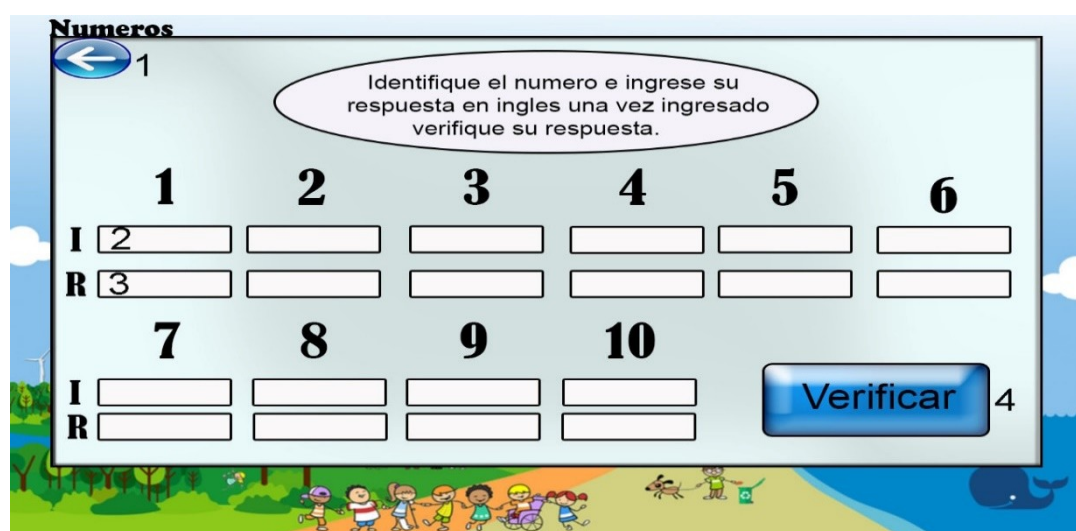 Numeros
1
Identifique el numero e ingrese su
respuesta en ingles una vez ingresado
verifique su respuesta.
1 2 3 4 5 6
I 2
R 3
7 8 9 10
I
R
Verificar 4